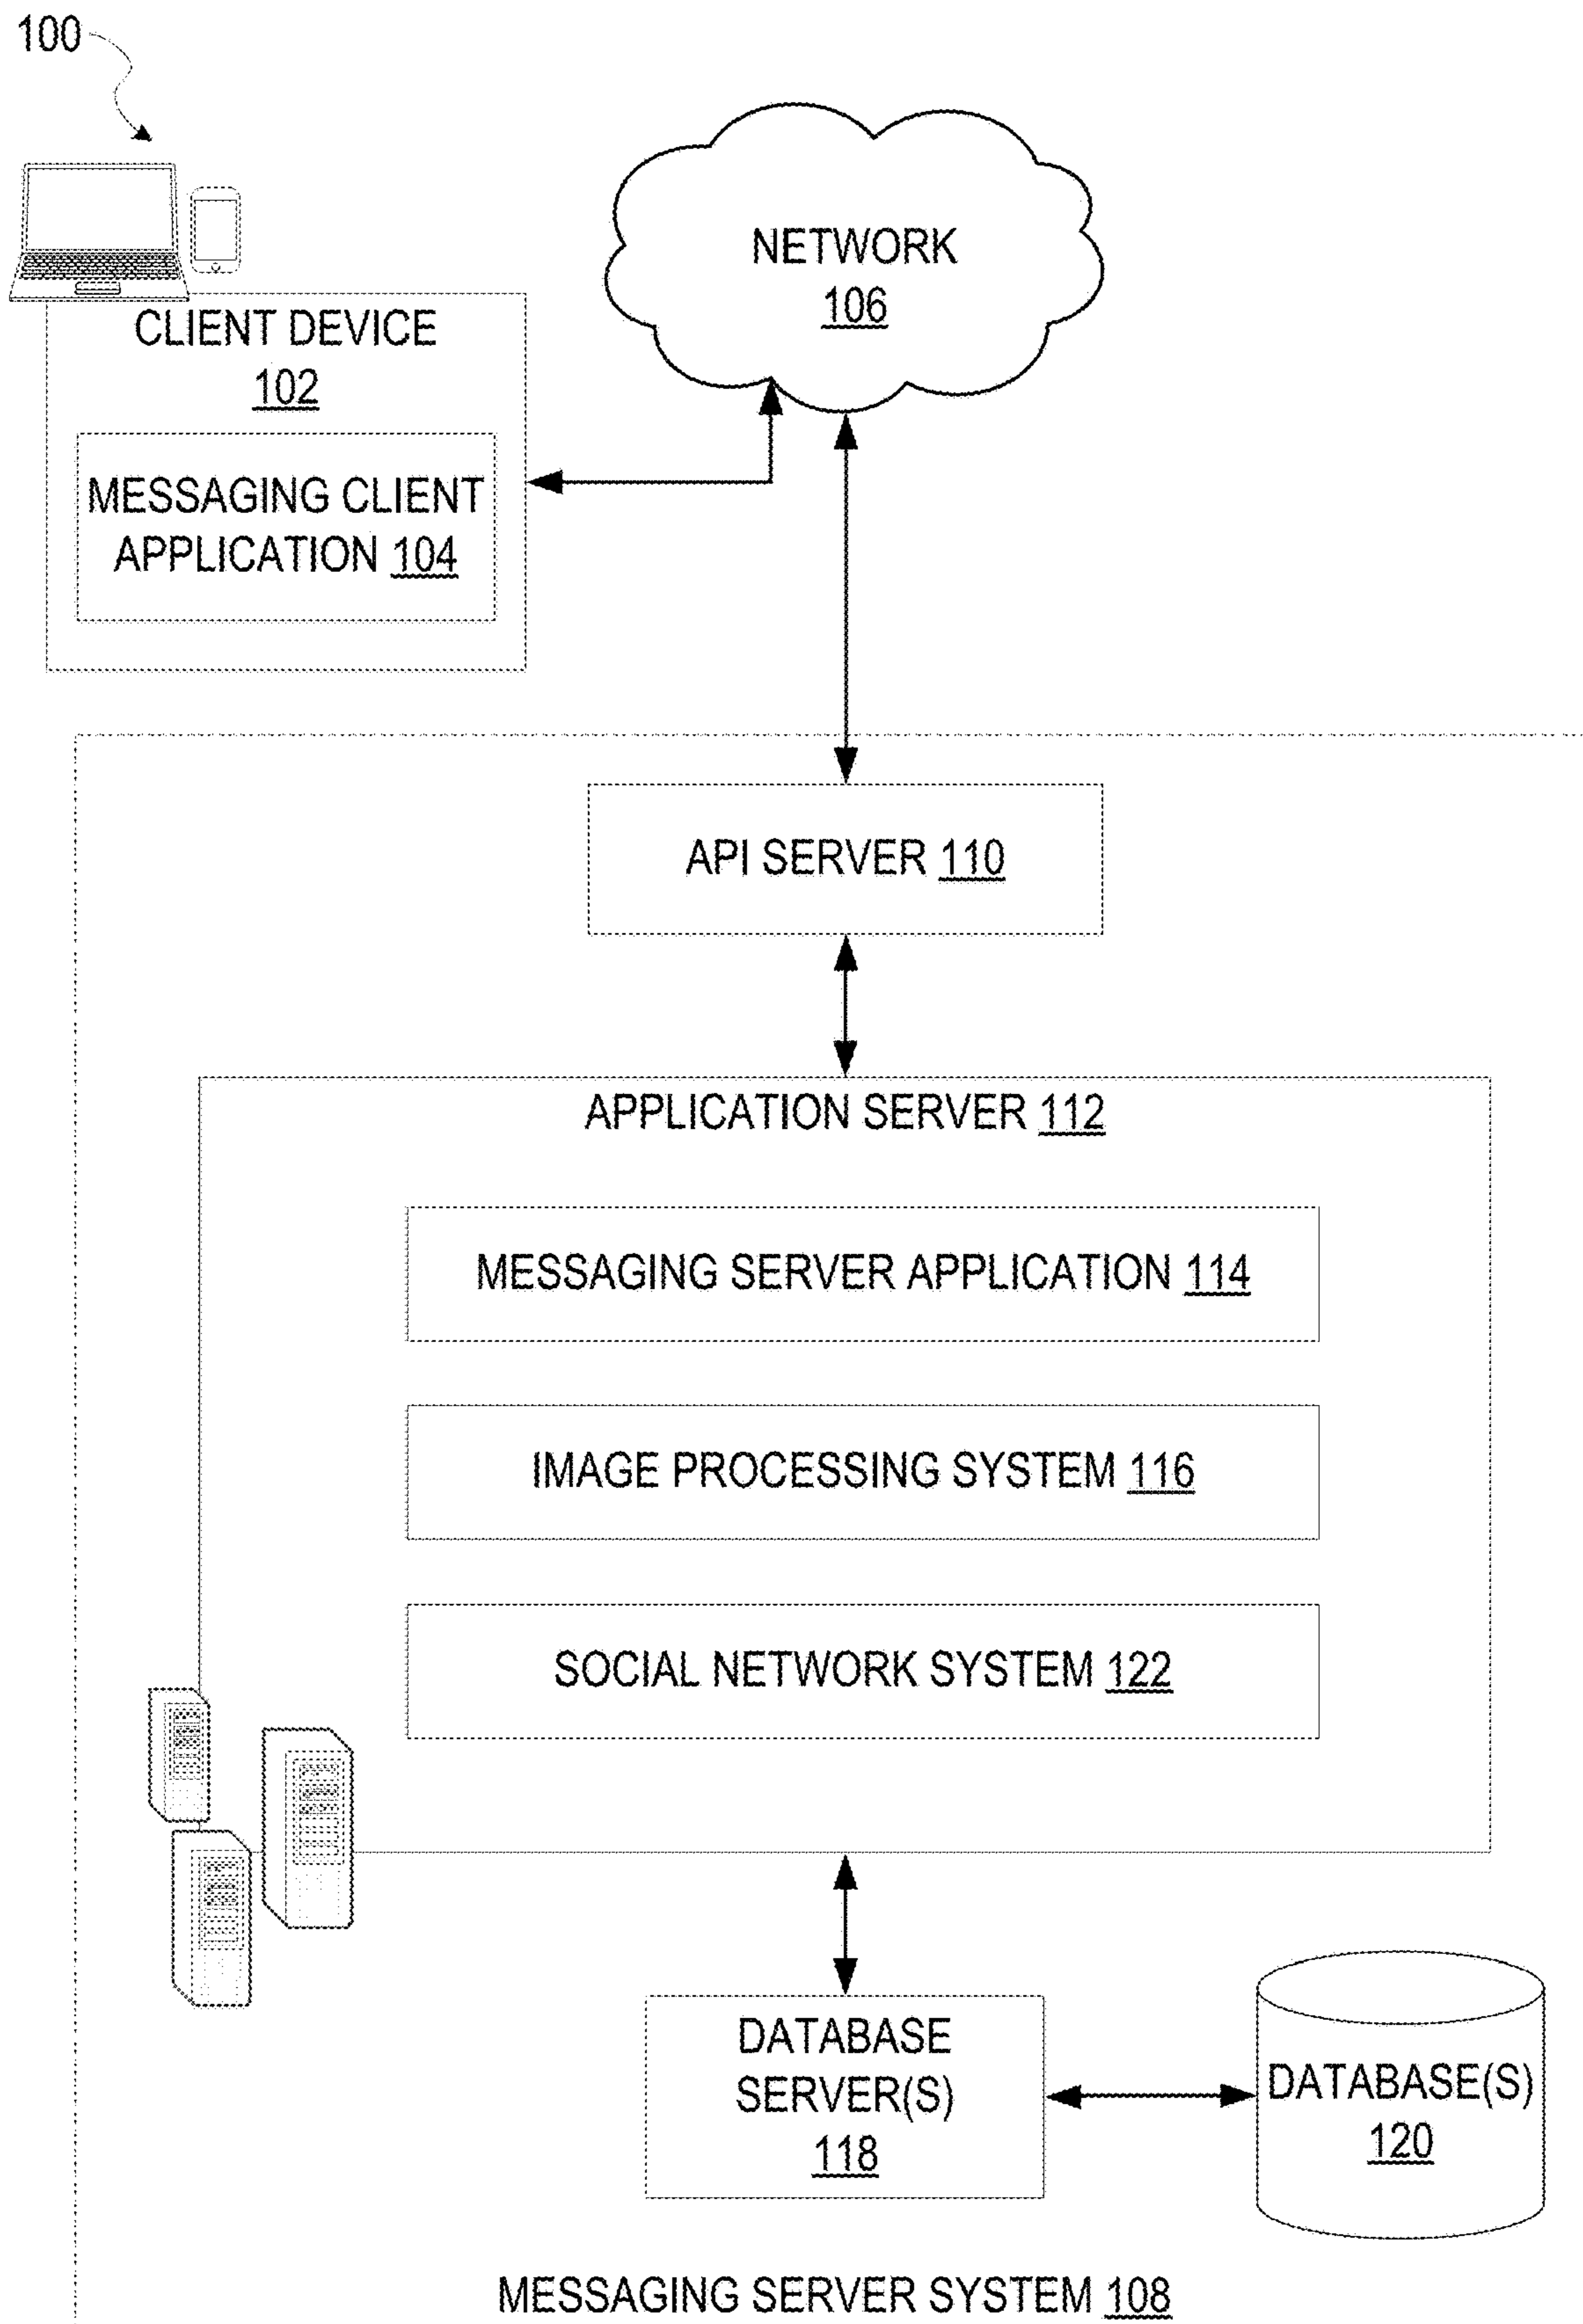 100
NETWORK
106
CLIENT DEVICE
102
MESSAGING CLIENT
APPLICATION 104
API SERVER 110
APPLICATION SERVER 112
MESSAGING SERVER APPLICATION 114
IMAGE PROCESSING SYSTEM 116
SOCIAL NETWORK SYSTEM 122
DATABASE
SERVER(S)
118
DATABASE(S)
120
MESSAGING SERVER SYSTEM 108